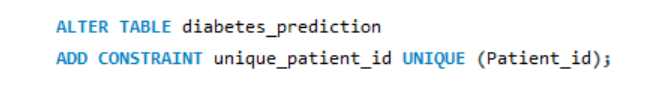 ALTER TABLE diabetes_prediction
ADD CONSTRAINT unique_patient_id UNIQUE (Patient_id);